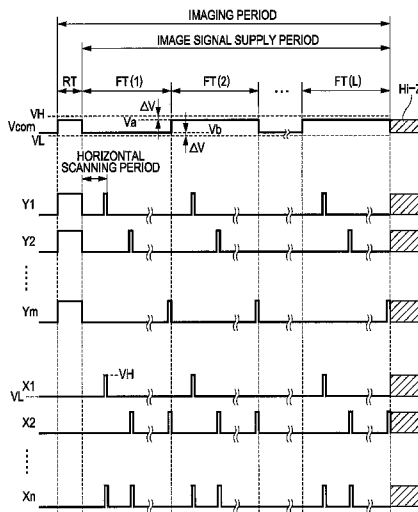 IMAGING PERIOD
IMAGE SIGNAL SUPPLY PERIOD
RT FT(1) FT(2) ... FT(L)
ΔV Hi-Z
VH
Vcom Va Vb
VL ΔV
HORIZONTAL
SCANNING PERIOD
Y1
Y2
Ym
X1 VH
VL
X2
Xn